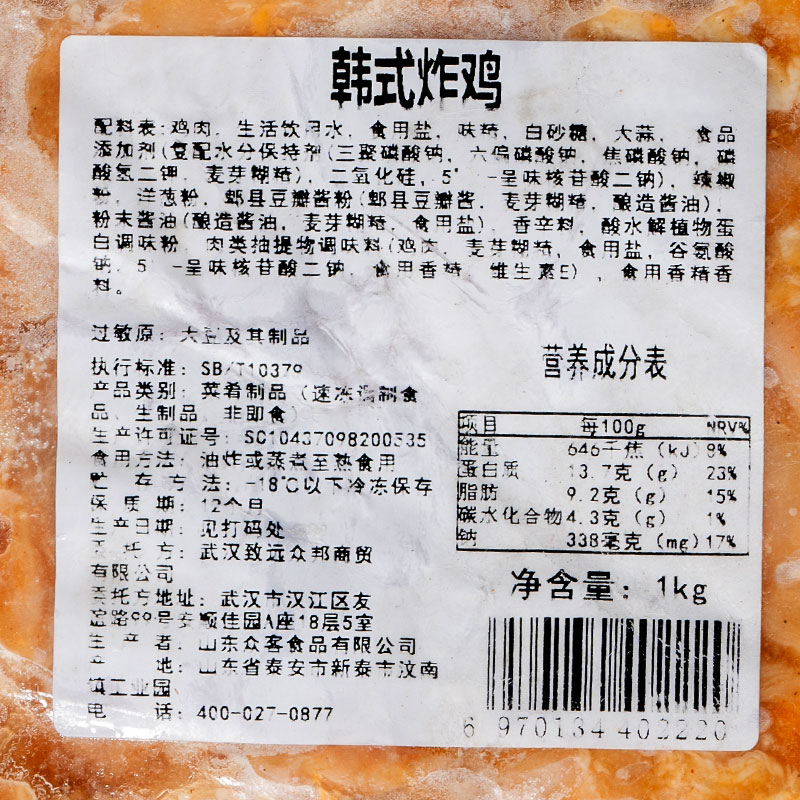 韩式炸鸡
配料表:鸡肉、生活饮用水、食用盐、味精、白砂糖、大蒜、食品
添加剂(复配水分保持剂(三聚磷酸钠、六偏磷酸钠、焦磷酸钠、磷
酸氢二钾、麦芽糊精)、二氧化硅、5'-呈味核苷酸二钠)、辣椒
粉、洋葱粉、郫县豆瓣酱粉(郫县豆瓣酱、麦芽糊精、酿造酱油)、
粉末酱油(酿造酱油、麦芽糊精、食用盐)、香辛料、酸水解植物蛋
白调味粉、肉类抽提物调味料(鸡肉、麦芽糊精、食用盐、谷氨酸
钠、5'-呈味核苷酸二钠、食用香精、维生素E)、食用香精香
料。
过敏原:大豆及其制品
执行标准:SB/T10379
产品类别:菜肴制品(速冻调制食
品、生制品、非即食)
生产许可证号:SC10437098200535
食用方法:油炸或蒸煮至熟食用
贮存方法:-18℃以下冷冻保存
保质期:12个月
生产日期:见打码处
委托方:武汉致远众邦商贸
有限公司
委托方地址:武汉市汉江区友
谊路 号安顺佳园A座18层5室
生产者:山东众客食品有限公司
产地:山东省泰安市新泰市汶南
镇工业园
电话:400-027-0877
营养成分表
项目 每100g NRV%
能量 646千焦(kJ) 8%
蛋白质 13.7克(g) 23%
脂肪 9.2克(g) 15%
碳水化合物 4.3克(g) 1%
钠 338毫克(mg) 17%
净含量:1kg
6 970134 402220